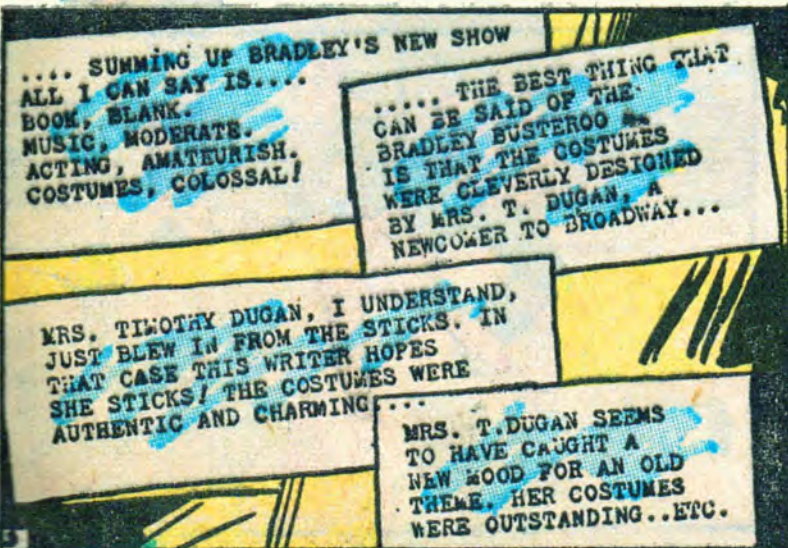 .... SUMMING UP BRADLEY'S NEW SHOW
ALL I CAN SAY IS....
BOOK, BLANK.
MUSIC, MODERATE.
ACTING, AMATEURISH.
COSTUMES, COLOSSAL!
..... THE BEST THING THAT
CAN BE SAID OF THE
BRADLEY BUSTEROO
IS THAT THE COSTUMES
WERE CLEVERLY DESIGNED
BY MRS. T. DUGAN, A
NEWCOMER TO BROADWAY...
MRS. TIMOTHY DUGAN, I UNDERSTAND,
JUST BLEW IN FROM THE STICKS. IN
THAT CASE THIS WRITER HOPES
SHE STICKS! THE COSTUMES WERE
AUTHENTIC AND CHARMING....
MRS. T.DUGAN SEEMS
TO HAVE CAUGHT A
NEW MOOD FOR AN OLD
THEME. HER COSTUMES
WERE OUTSTANDING..ETC.